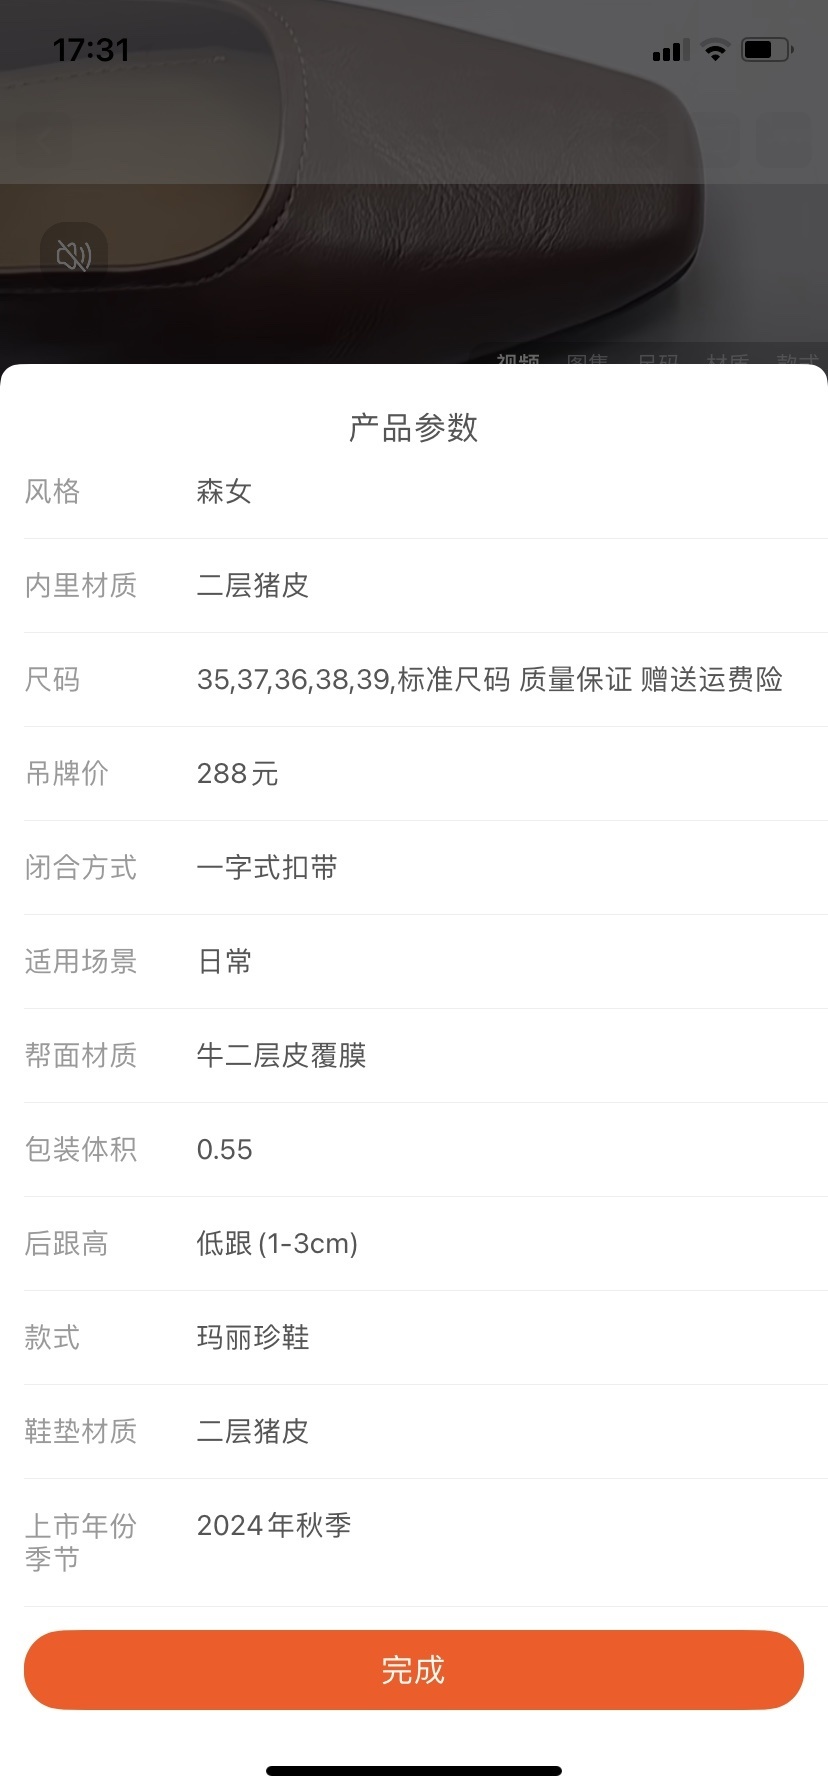 17:31
视频 图集 尺码 材质 款式
产品参数
风格 森女
内里材质 二层猪皮
尺码 35,37,36,38,39,标准尺码 质量保证 赠送运费险
吊牌价 288元
闭合方式 一字式扣带
适用场景 日常
帮面材质 牛二层皮覆膜
包装体积 0.55
后跟高 低跟(1-3cm)
款式 玛丽珍鞋
鞋垫材质 二层猪皮
上市年份 2024年秋季
季节
完成